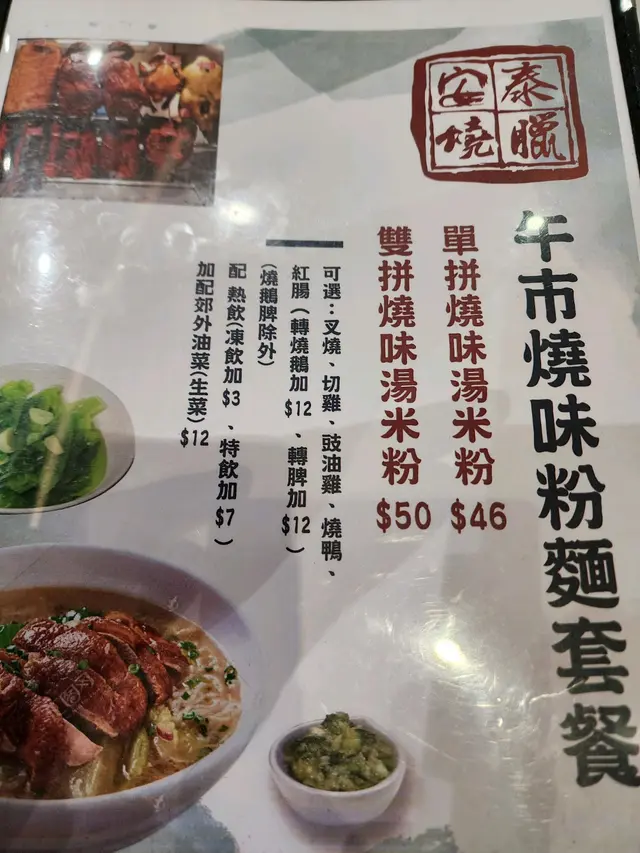 安泰
燒臘
午市燒味粉麵套餐
單拼燒味湯米粉 $46
雙拼燒味湯米粉 $50
可選：叉燒、切雞、豉油雞、燒鴨、
紅腸（轉燒鵝加 $12 、轉脾加 $12 ）
(燒鵝脾除外)
配 熱飲(凍飲加 $3 、特飲加 $7 )
加配郊外油菜(生菜) $12